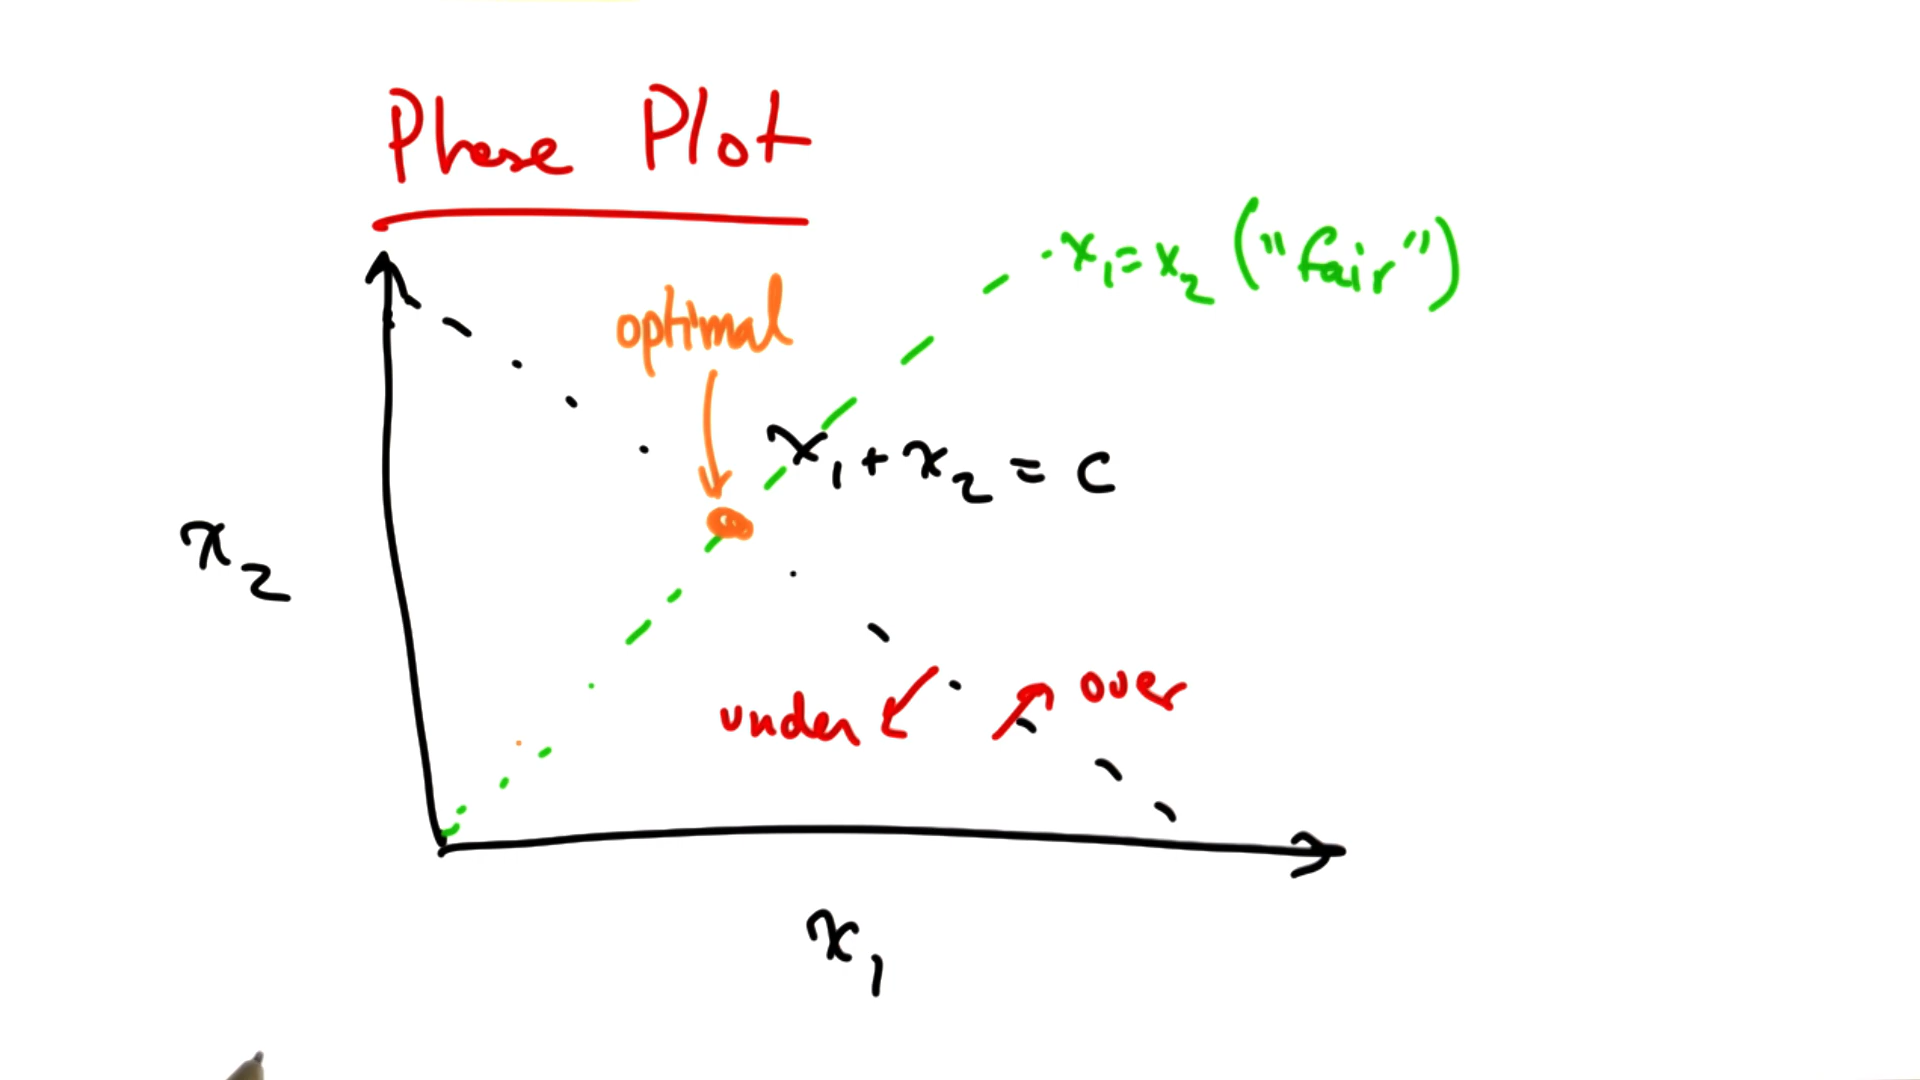 Phase Plot
x₁ = x₂ ("fair")
optimal
x₁ + x₂ = C
x₂
under
over
x₁